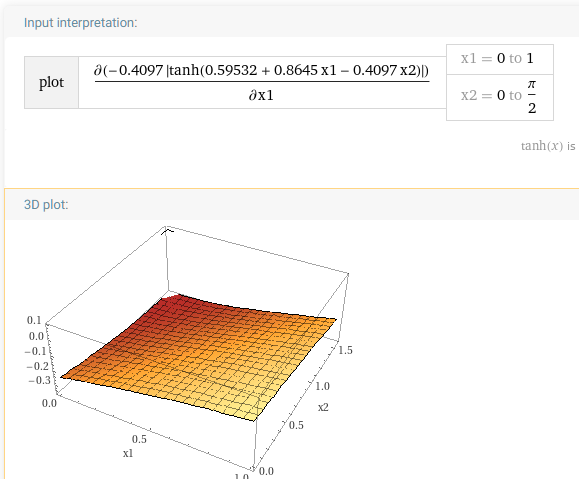 Input interpretation:
plot
∂(−0.4097 |tanh(0.59532 + 0.8645 x1 − 0.4097 x2)|)
∂x1
x1 = 0 to 1
x2 = 0 to π
2
tanh(x) is
3D plot:
0.1
0.0
−0.1
−0.2
−0.3
0.0
0.5
x1
1.0
0.0
0.5
x2
1.0
1.5